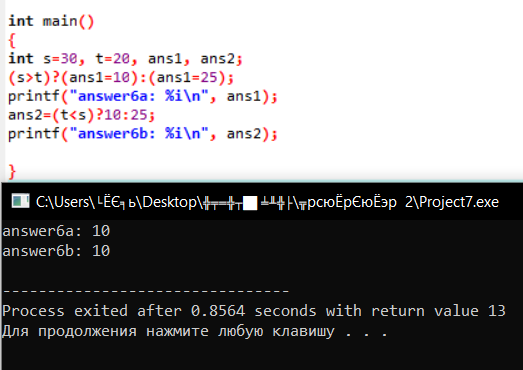 int main()
{
int s=30, t=20, ans1, ans2;
(s>t)?(ans1=10):(ans1=25);
printf("answer6a: %i\n", ans1);
ans2=(t<s)?10:25;
printf("answer6b: %i\n", ans2);
}
C:\Users\└ЁЄ╕ь\Desktop\╬╤═╬┬█ ╨╨╬├\╦рсюЁрЄюЁэр 2\Project7.exe
answer6a: 10
answer6b: 10
--------------------------------
Process exited after 0.8564 seconds with return value 13
Для продолжения нажмите любую клавишу . . .